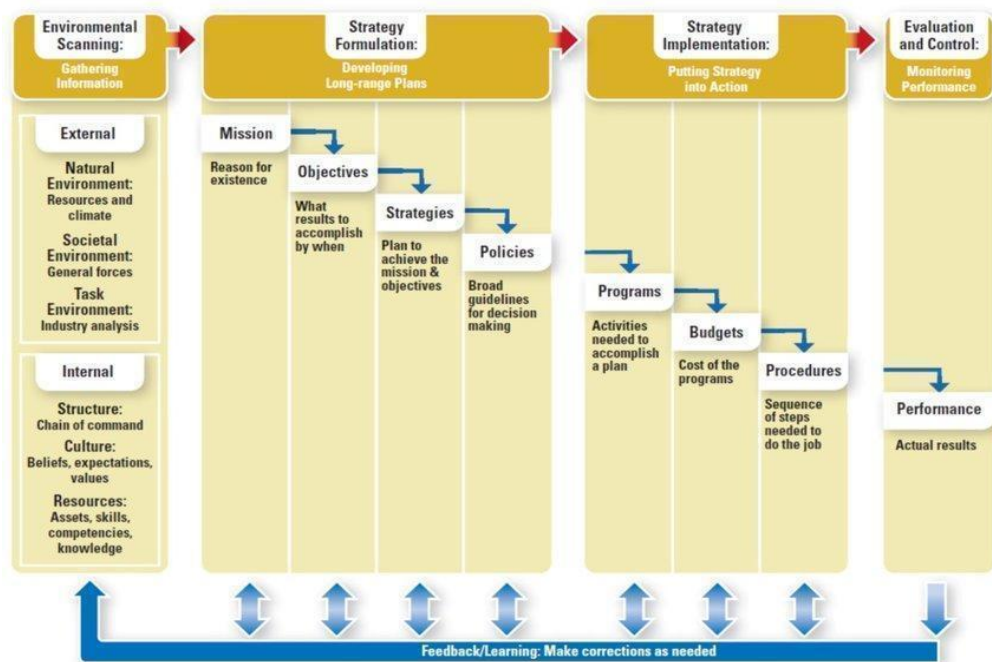 Environmental
Scanning:
Gathering
Information
External
Natural
Environment:
Resources and
climate
Societal
Environment:
General forces
Task
Environment:
Industry analysis
Internal
Structure:
Chain of command
Culture:
Beliefs, expectations,
values
Resources:
Assets, skills,
competencies,
knowledge
Strategy
Formulation:
Developing
Long-range Plans
Mission
Reason for
existence
Objectives
What
results to
accomplish
by when
Strategies
Plan to
achieve the
mission &
objectives
Policies
Broad
guidelines
for decision
making
Strategy
Implementation:
Putting Strategy
into Action
Programs
Activities
needed to
accomplish
a plan
Budgets
Cost of the
programs
Procedures
Sequence
of steps
needed to
do the job
Evaluation
and Control:
Monitoring
Performance
Performance
Actual results
Feedback/Learning: Make corrections as needed